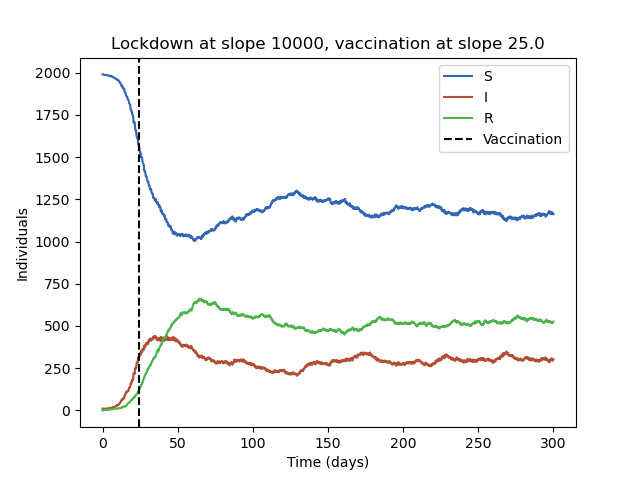 Lockdown at slope 10000, vaccination at slope 25.0
2000
1750
1500
1250
1000
750
500
250
0
Individuals
S
I
R
Vaccination
0 50 100 150 200 250 300
Time (days)